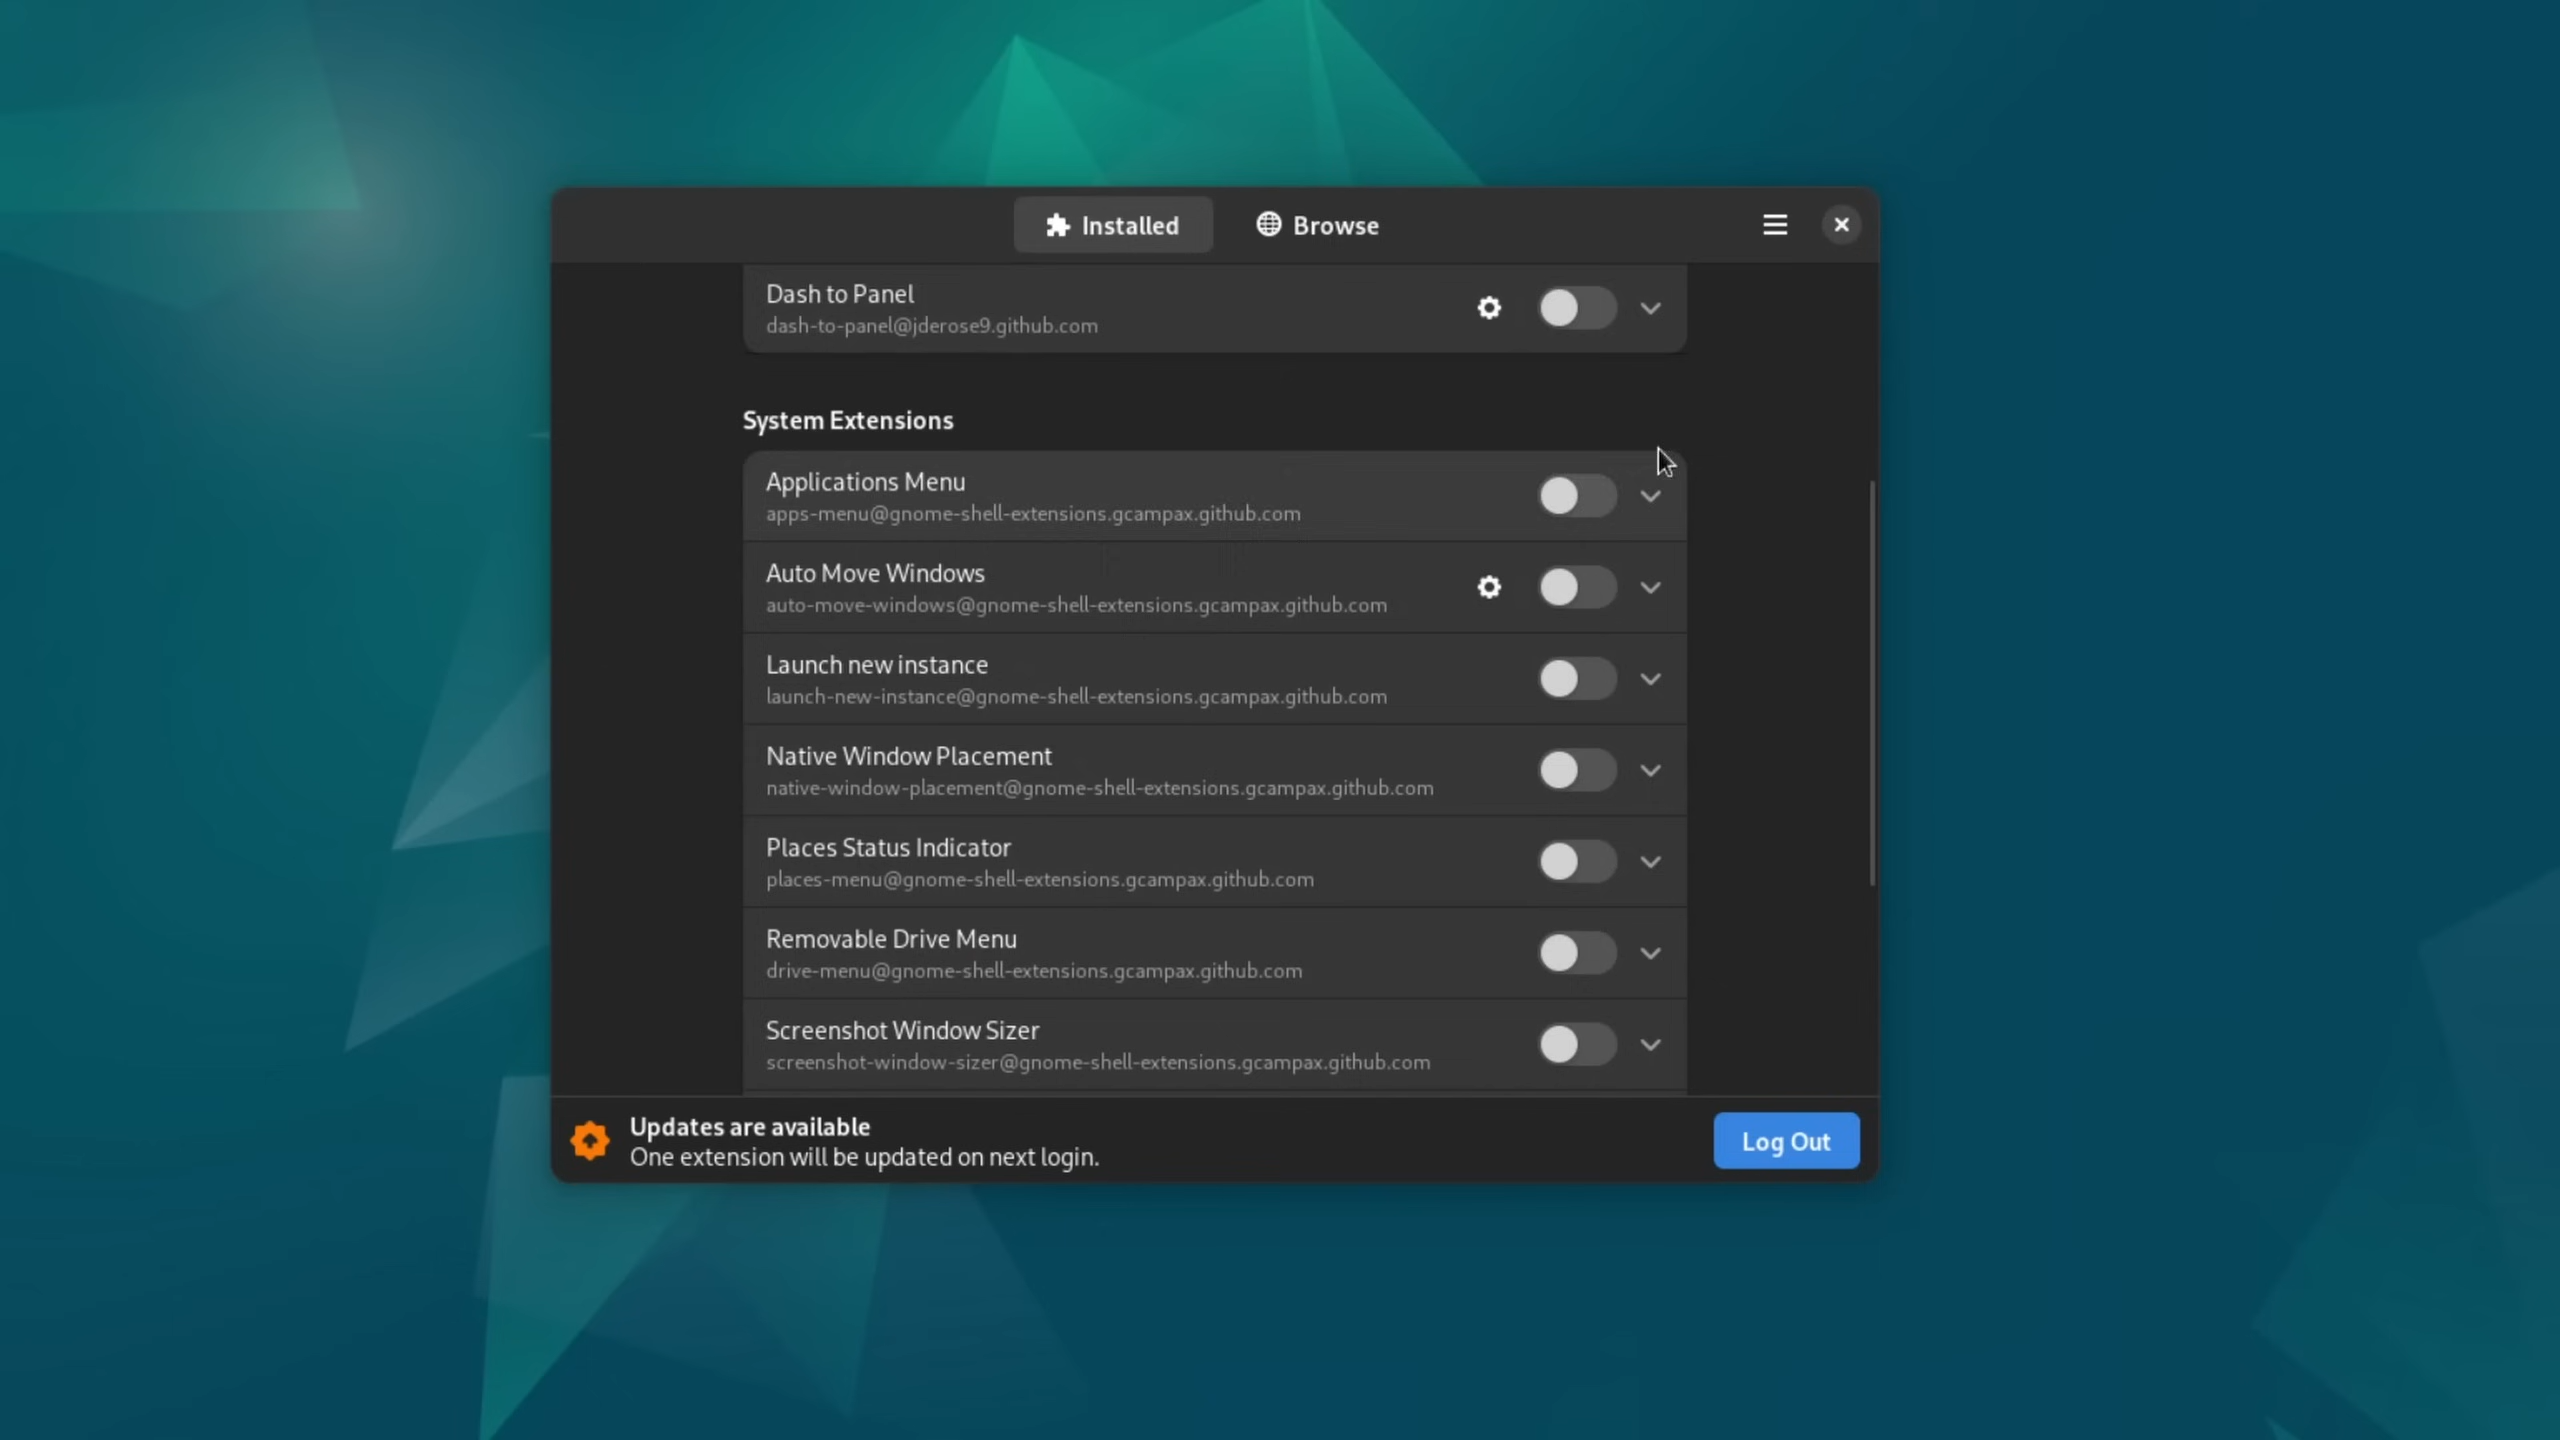 Installed
Browse
Dash to Panel
dash-to-panel@jderose9.github.com
System Extensions
Applications Menu
apps-menu@gnome-shell-extensions.gcampax.github.com
Auto Move Windows
auto-move-windows@gnome-shell-extensions.gcampax.github.com
Launch new instance
launch-new-instance@gnome-shell-extensions.gcampax.github.com
Native Window Placement
native-window-placement@gnome-shell-extensions.gcampax.github.com
Places Status Indicator
places-menu@gnome-shell-extensions.gcampax.github.com
Removable Drive Menu
drive-menu@gnome-shell-extensions.gcampax.github.com
Screenshot Window Sizer
screenshot-window-sizer@gnome-shell-extensions.gcampax.github.com
Updates are available
One extension will be updated on next login.
Log Out